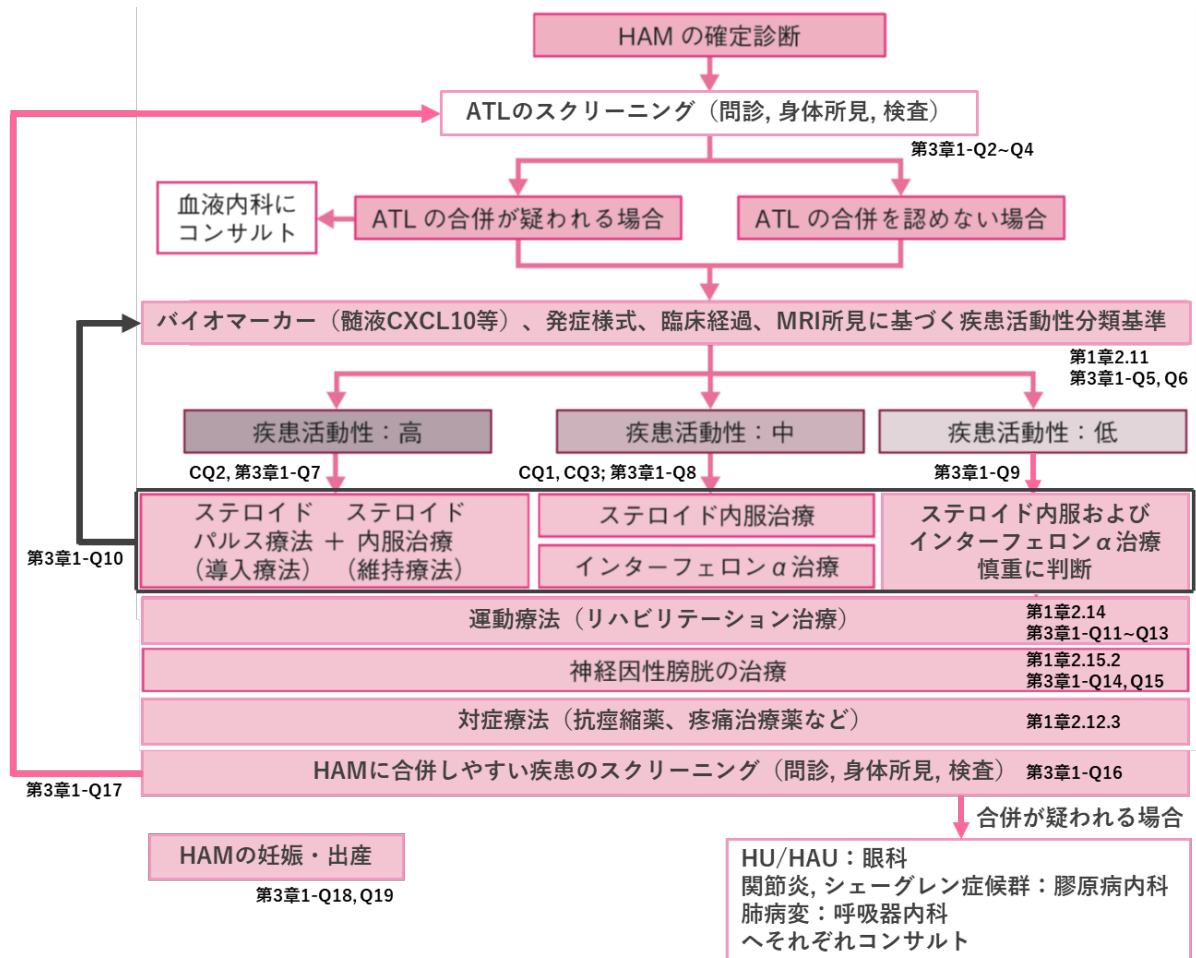 HAM の確定診断
ATLのスクリーニング（問診, 身体所見, 検査）
第3章1-Q2~Q4
血液内科に
コンサルト
ATL の合併が疑われる場合
ATL の合併を認めない場合
バイオマーカー（髄液CXCL10等）、発症様式、臨床経過、MRI所見に基づく疾患活動性分類基準
第1章2.11
第3章1-Q5, Q6
疾患活動性：高
疾患活動性：中
疾患活動性：低
CQ2, 第3章1-Q7
CQ1, CQ3; 第3章1-Q8
第3章1-Q9
ステロイド　ステロイド
パルス療法 ＋ 内服治療
（導入療法）（維持療法）
ステロイド内服治療
インターフェロンα治療
ステロイド内服および
インターフェロンα治療
慎重に判断
第3章1-Q10
運動療法（リハビリテーション治療）
第1章2.14
第3章1-Q11~Q13
神経因性膀胱の治療
第1章2.15.2
第3章1-Q14, Q15
対症療法（抗痙縮薬、疼痛治療薬など）
第1章2.12.3
HAMに合併しやすい疾患のスクリーニング（問診, 身体所見, 検査）
第3章1-Q16
第3章1-Q17
合併が疑われる場合
HAMの妊娠・出産
第3章1-Q18, Q19
HU/HAU：眼科
関節炎, シェーグレン症候群：膠原病内科
肺病変：呼吸器内科
へそれぞれコンサルト